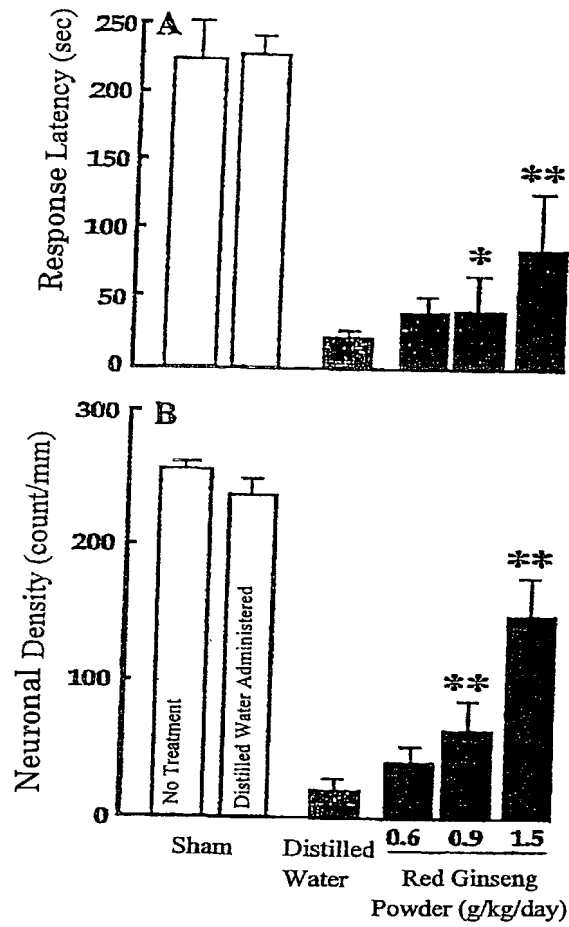 A
Response Latency (sec)
250
200
150
100
50
0
*
**
B
Neuronal Density (count/mm)
300
200
100
0
No Treatment
Distilled Water Administered
**
**
0.6 0.9 1.5
Sham
Distilled
Water
Red Ginseng
Powder (g/kg/day)